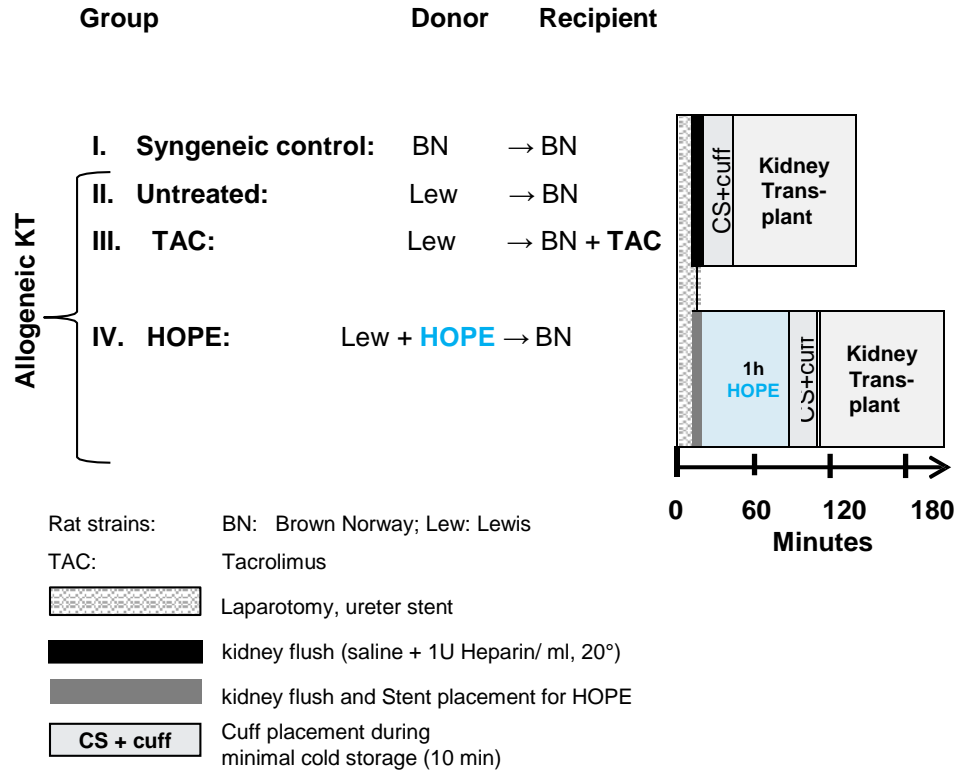 Group Donor Recipient
I. Syngeneic control: BN → BN
II. Untreated: Lew → BN
III. TAC: Lew → BN + TAC
IV. HOPE: Lew + HOPE → BN
Allogeneic KT
CS+cuff
Kidney
Trans-
plant
1h
HOPE
CS+cuff
Kidney
Trans-
plant
0 60 120 180
Minutes
Rat strains: BN: Brown Norway; Lew: Lewis
TAC: Tacrolimus
Laparotomy, ureter stent
kidney flush (saline + 1U Heparin/ ml, 20°)
kidney flush and Stent placement for HOPE
CS + cuff
Cuff placement during
minimal cold storage (10 min)